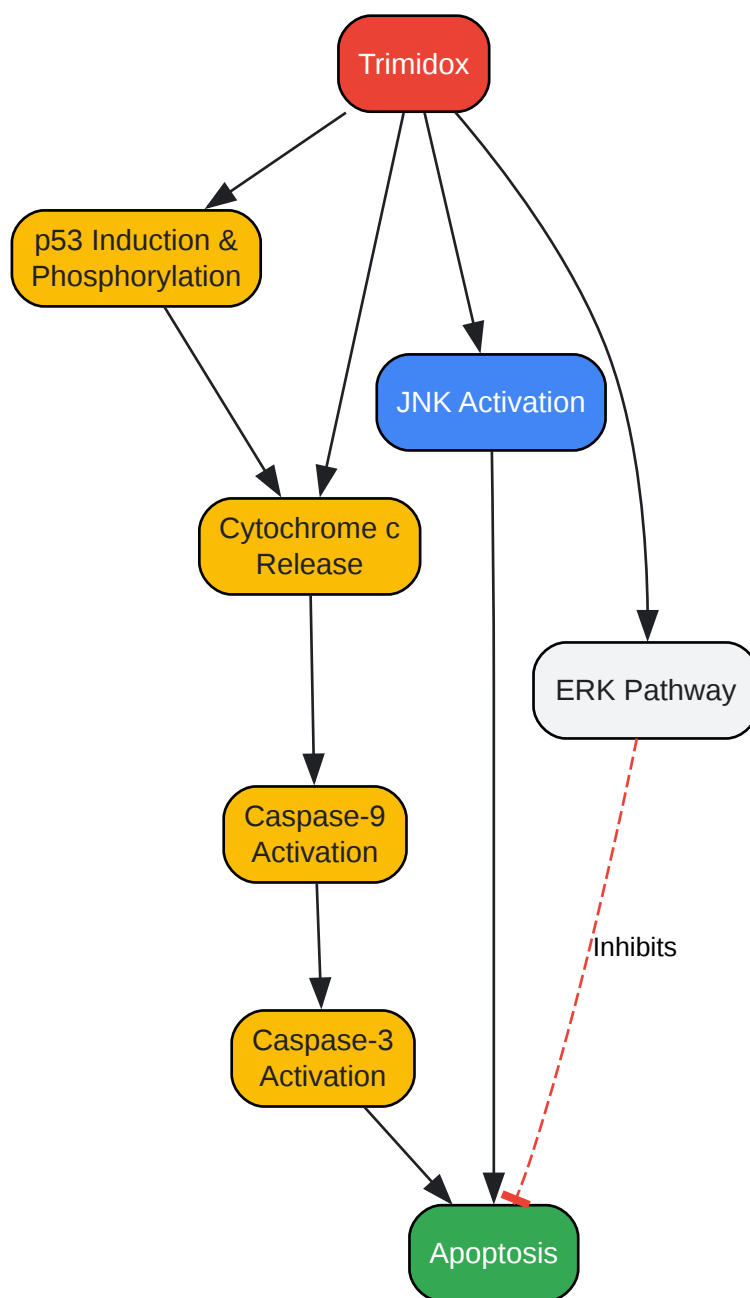 Trimidox
p53 Induction &
Phosphorylation
JNK Activation
Cytochrome c
Release
ERK Pathway
Caspase-9
Activation
Inhibits
Caspase-3
Activation
Apoptosis